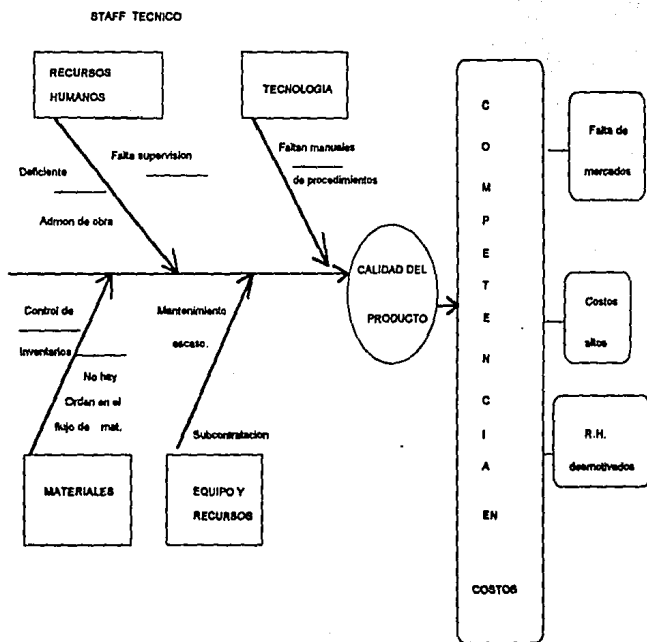 STAFF TECNICO
RECURSOS
HUMANOS
TECNOLOGIA
Falta supervision
Deficiente
Admon de obra
Faltan manuales
de procedimientos
Control de
Inventarios
No hay
Orden en el
flujo de mat.
Mantenimiento
escaso.
Subcontratacion
MATERIALES
EQUIPO Y
RECURSOS
CALIDAD DEL
PRODUCTO
C
O
M
P
E
T
E
N
C
I
A
EN
COSTOS
Falta de
mercados
Costos
altos
R.H.
desmotivados